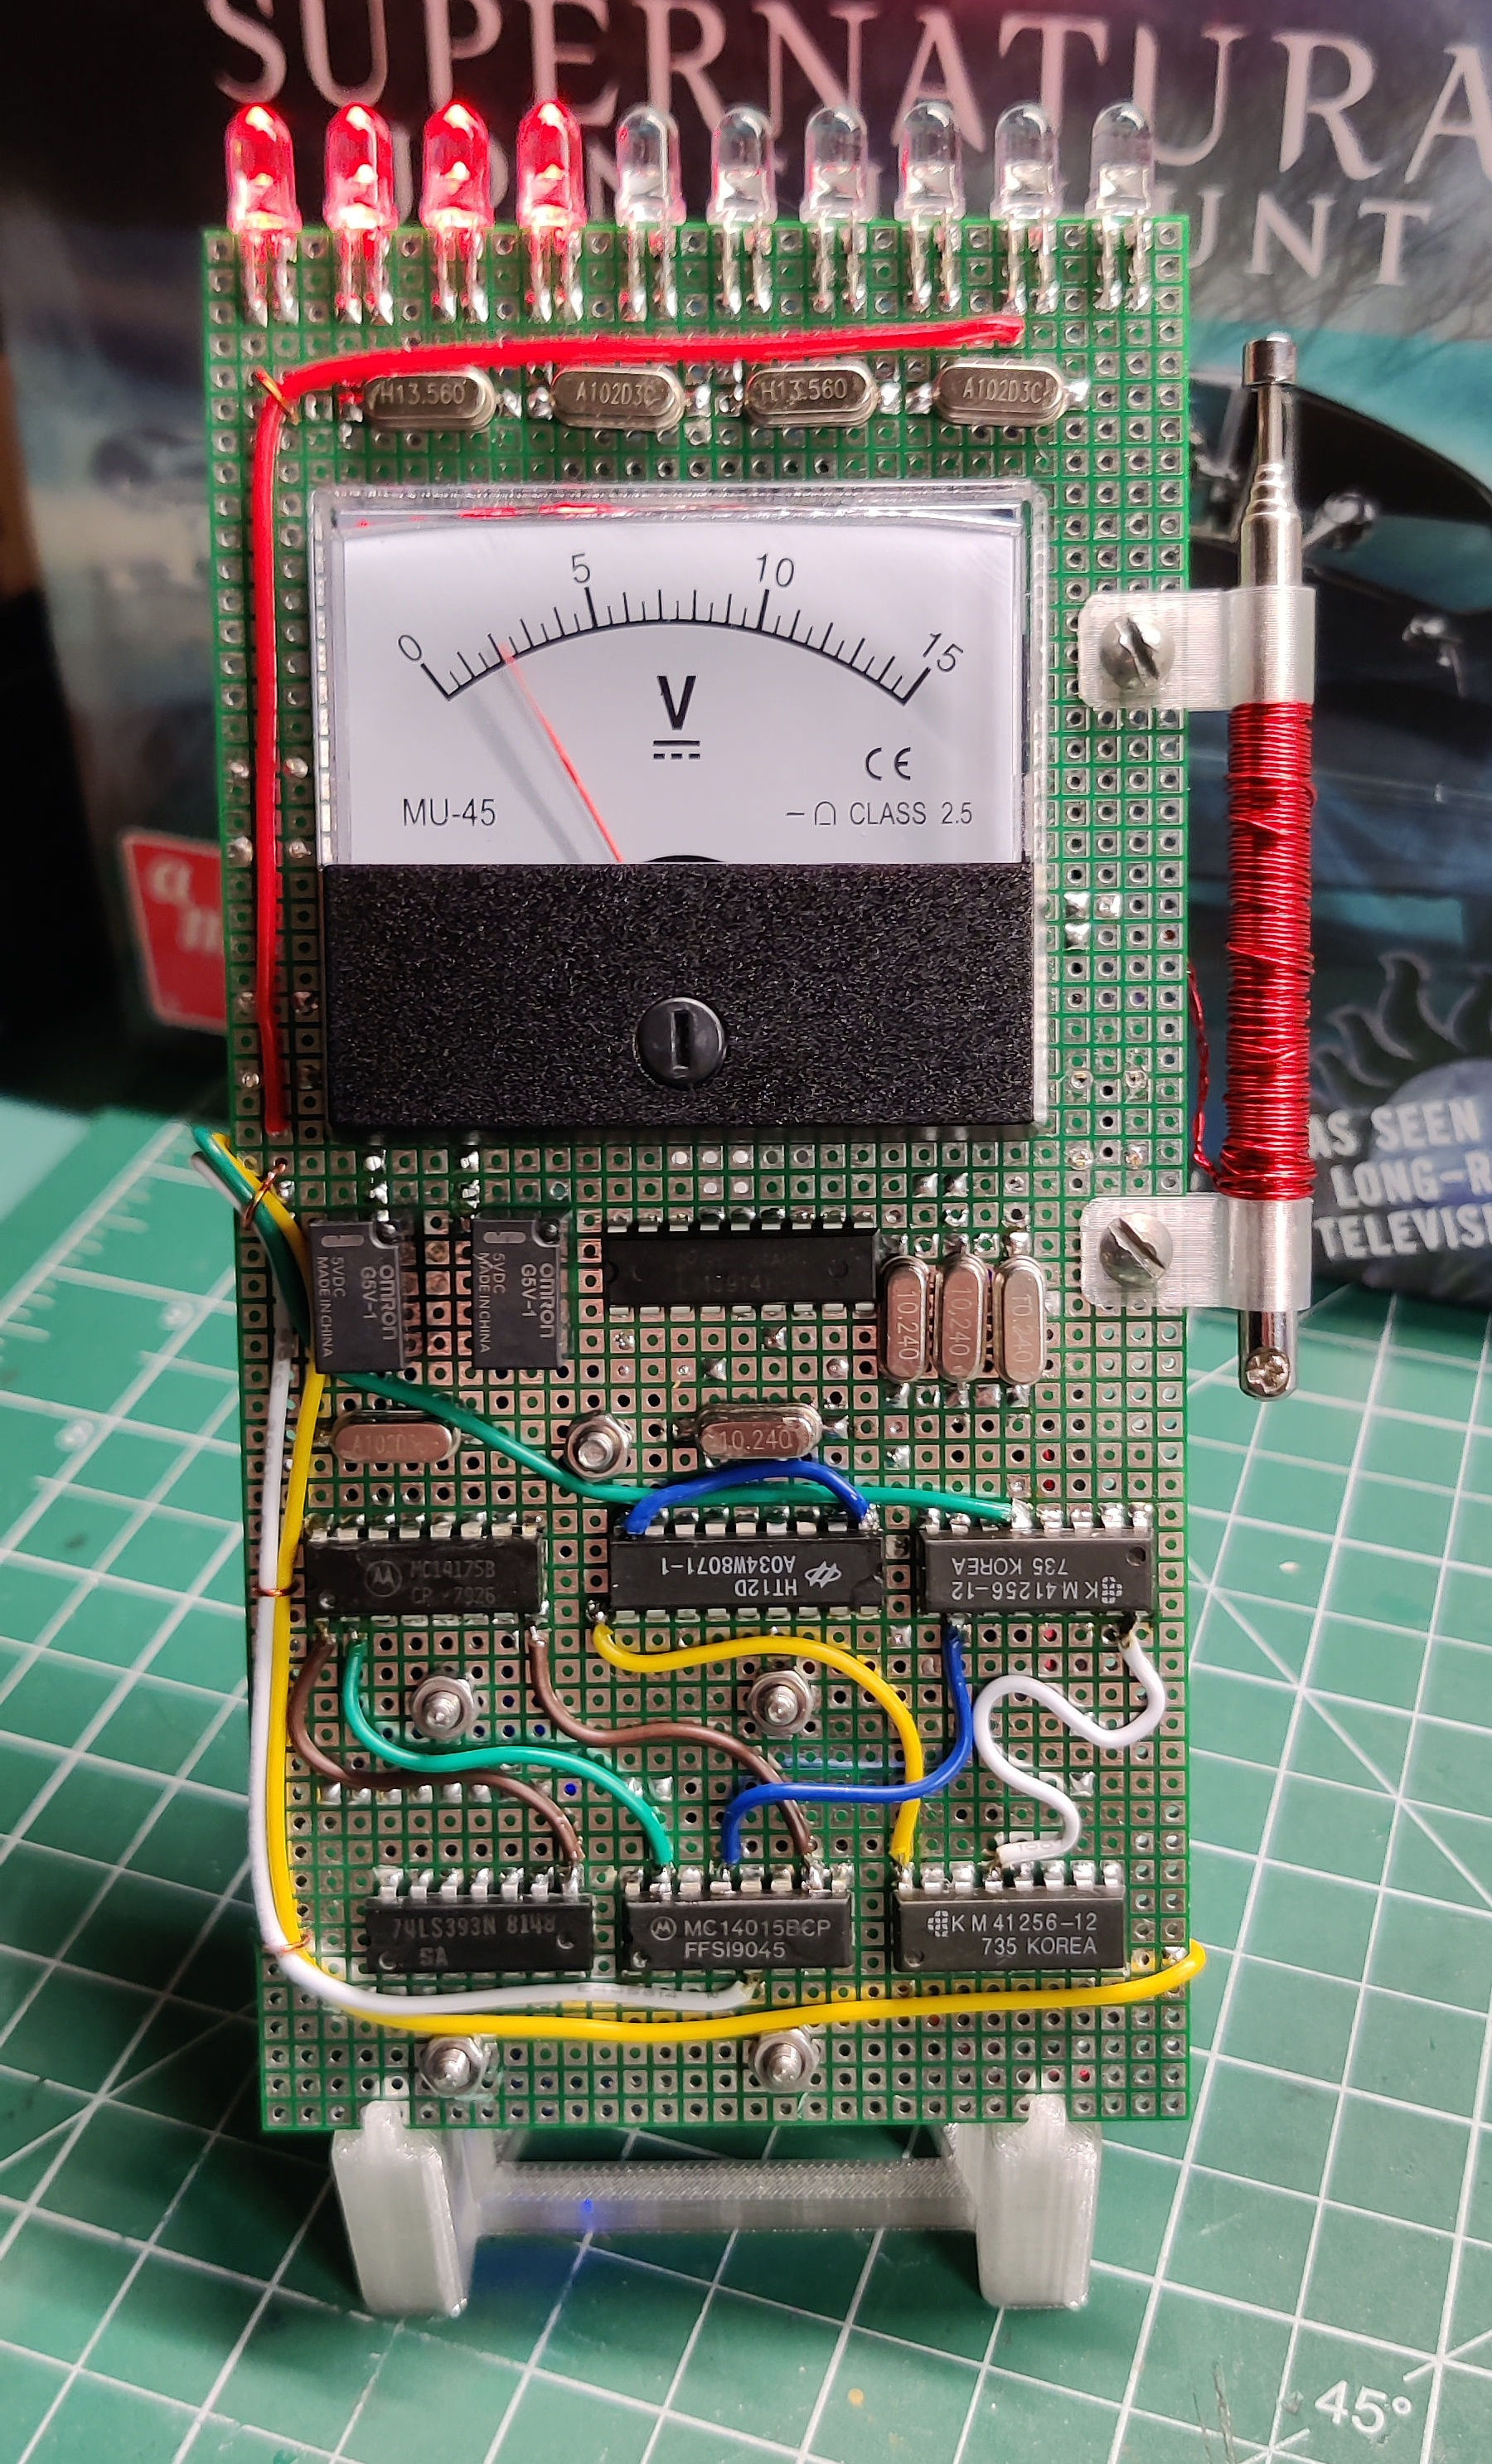 SUPERNATURA
UNT
H13.560
A102D3C
H13.560
A102D3C
0
5
10
15
V
CE
MU-45
CLASS 2.5
AS SEEN
LONG-R
TELEVISI
omron
G5V-1
5VDC
MADE IN CHINA
omron
G5V-1
5VDC
MADE IN CHINA
10.240
10.240
10.240
10.240
MC14175B
CP 7926
HT12D
A034W8071-1
KM41256-12
735 KOREA
74LS393N 8148
MC14015BCP
FFSI9045
KM41256-12
735 KOREA
45°